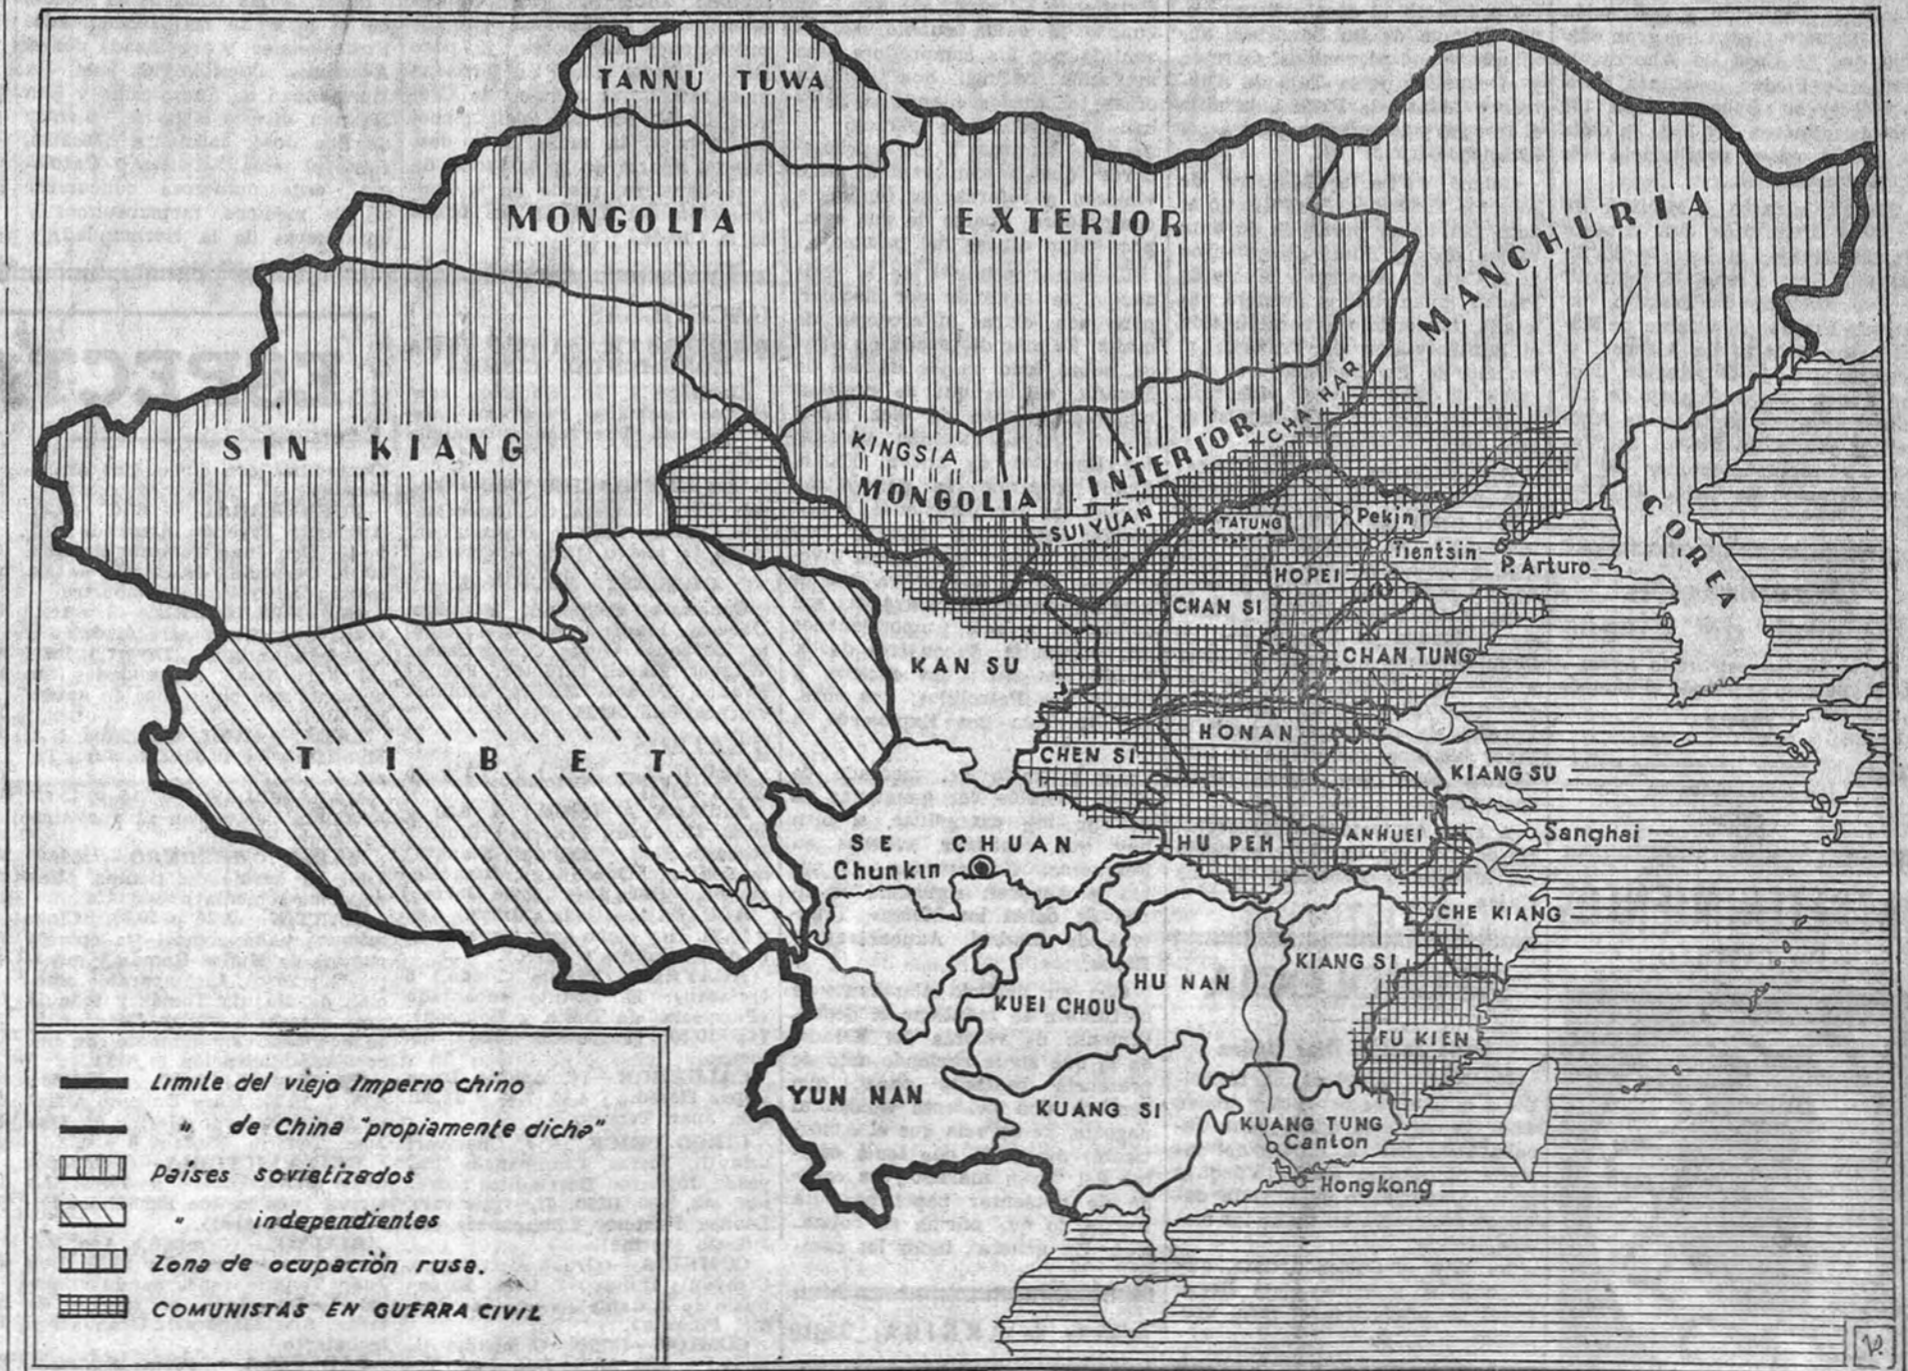 TANNU TUWA
MONGOLIA EXTERIOR
MANCHURIA
SIN KIANG
CHA-HAR
KINGSIA
MONGOLIA INTERIOR
SUIYUAN
TATUNG
Pekin
Tientsin
P. Arturo
COREA
HOPEI
CHAN SI
CHAN TUNG
KAN SU
TIBET
HONAN
CHEN SI
KIANG SU
SE CHUAN
Chunkin
HU PEH
ANHUEI
Sanghai
CHE KIANG
KIANG SI
HU NAN
KUEI CHOU
FU KIEN
YUN NAN
KUANG SI
KUANG TUNG
Canton
Hongkong
Limite del viejo Imperio chino
" de China "propiamente dicha"
Paises sovietizados
" independientes
Zona de ocupación rusa.
COMUNISTAS EN GUERRA CIVIL